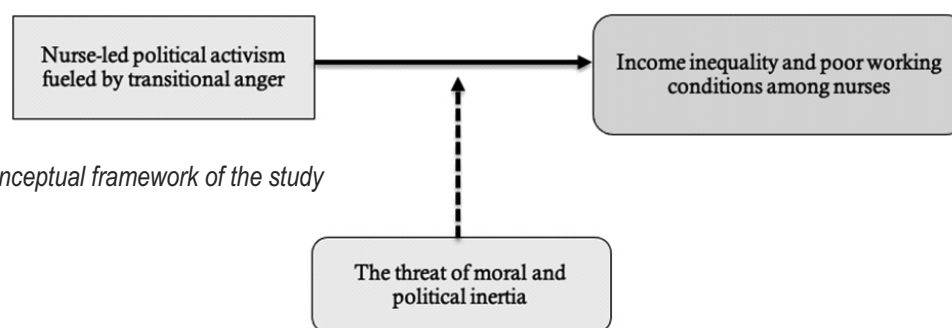 Nurse-led political activism
fueled by transitional anger
Income inequality and poor working
conditions among nurses
nceptual framework of the study
The threat of moral and
political inertia